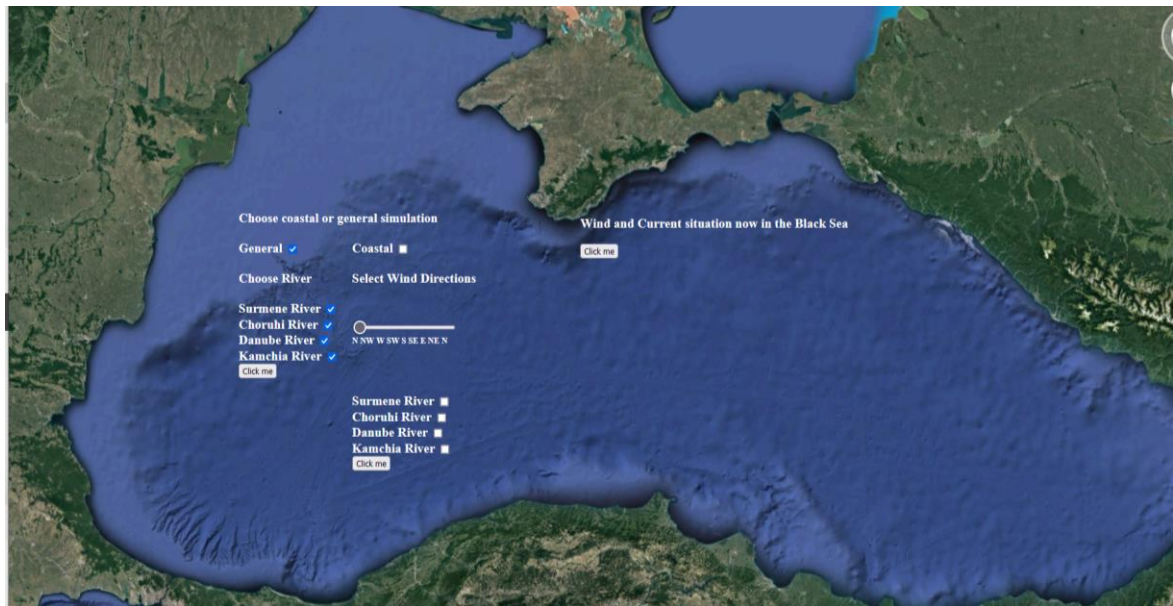 Choose coastal or general simulation
General
Coastal
Choose River
Select Wind Directions
Surmene River
Choruhi River
Danube River
Kamchia River
Click me
N NW W SW S SE E NE N
Surmene River
Choruhi River
Danube River
Kamchia River
Click me
Wind and Current situation now in the Black Sea
Click me